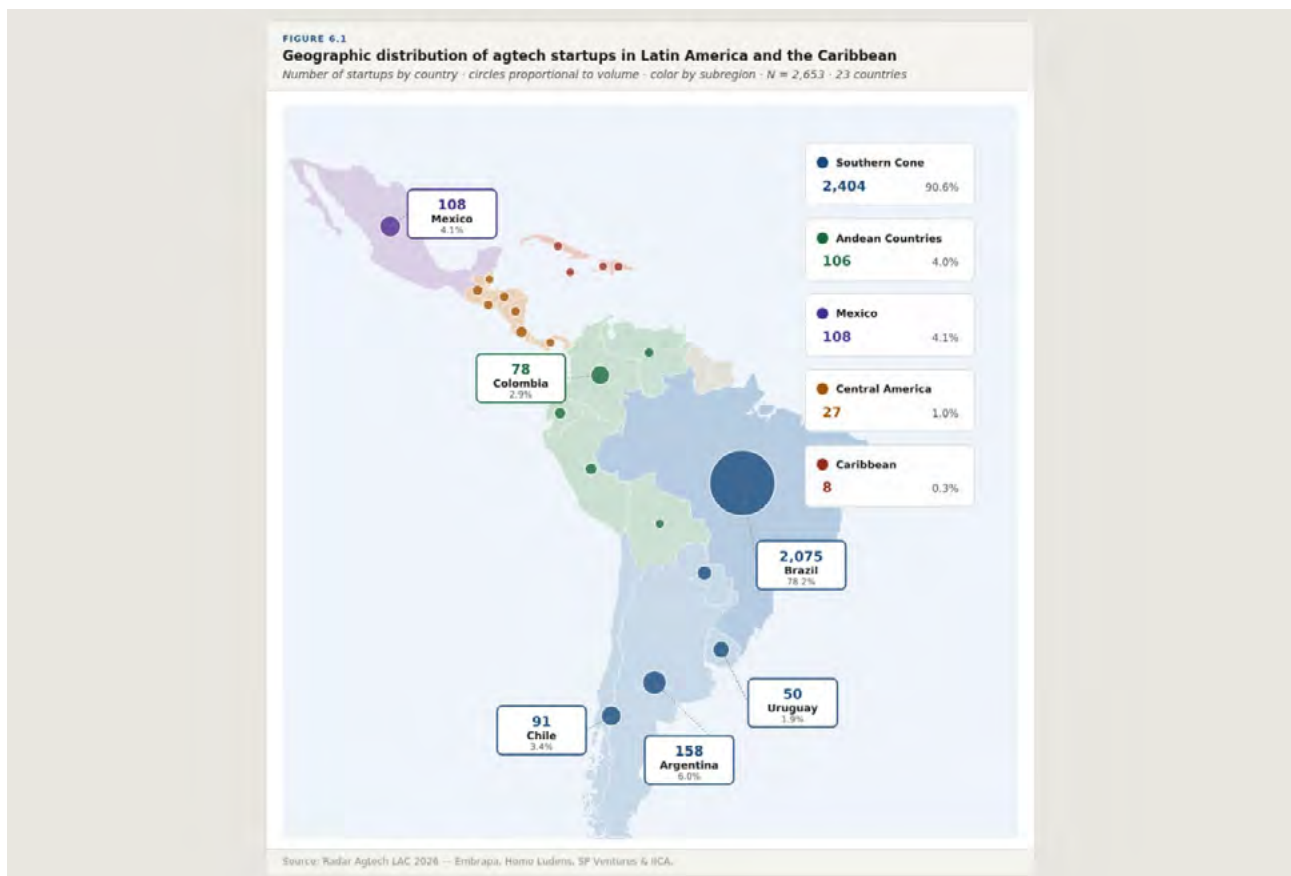 FIGURE 6.1
Geographic distribution of agtech startups in Latin America and the Caribbean
Number of startups by country · circles proportional to volume · color by subregion · N = 2,653 · 23 countries
108
Mexico
4.1%
78
Colombia
2.9%
2,075
Brazil
78.2%
50
Uruguay
1.9%
91
Chile
3.4%
158
Argentina
6.0%
Southern Cone
2,404 90.6%
Andean Countries
106 4.0%
Mexico
108 4.1%
Central America
27 1.0%
Caribbean
8 0.3%
Source: Radar Agtech LAC 2026 — Embrapa, Homo Ludens, SP Ventures & IICA.